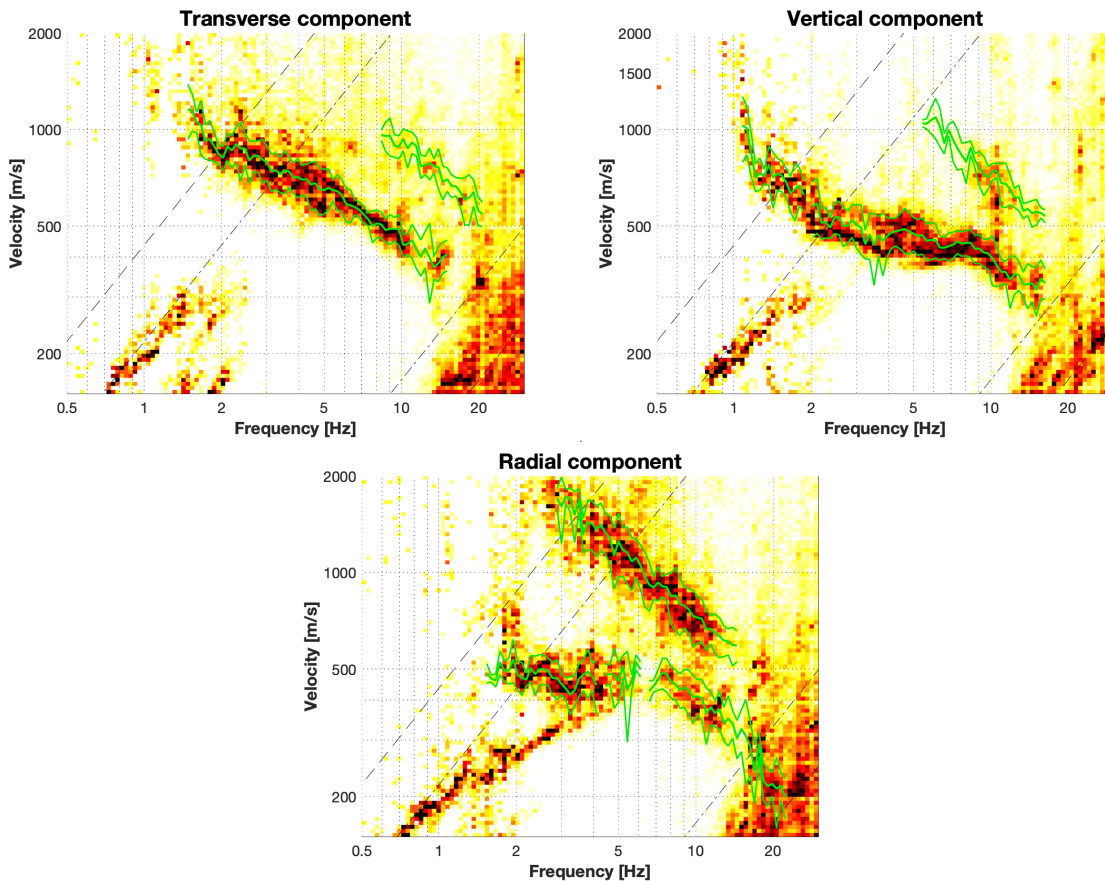 Transverse component
2000
1000
500
200
Velocity [m/s]
0.5 1 2 5 10 20
Frequency [Hz]
Vertical component
2000
1500
1000
500
200
Velocity [m/s]
0.5 1 2 5 10 20
Frequency [Hz]
Radial component
2000
1000
500
200
Velocity [m/s]
0.5 1 2 5 10 20
Frequency [Hz]